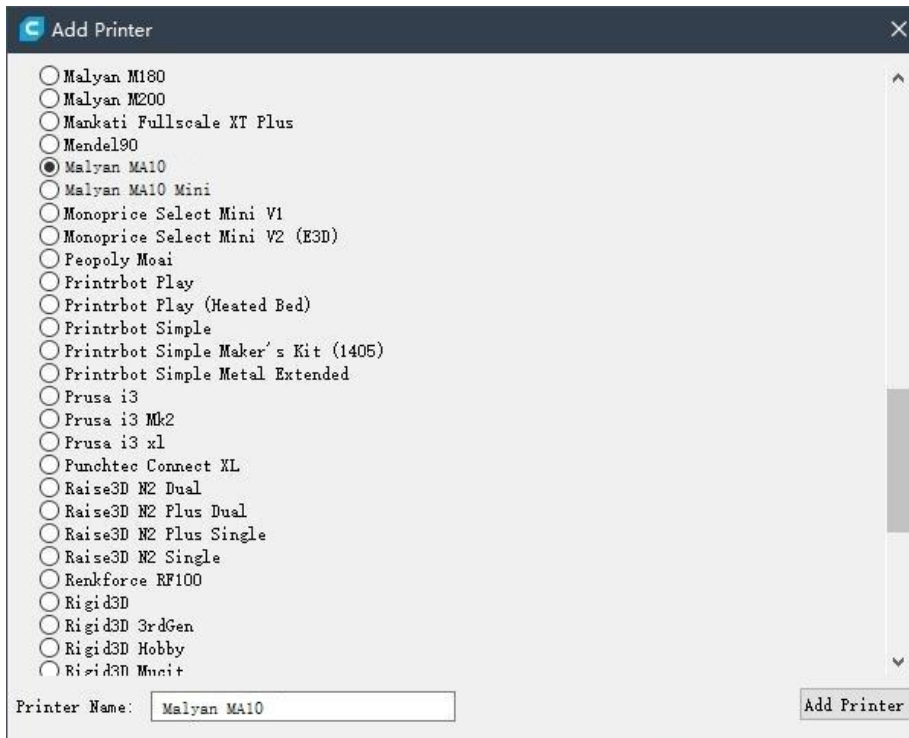 C Add Printer
Malyan M180
Malyan M200
Mankati Fullscale XT Plus
Mendel90
Malyan MA10
Malyan MA10 Mini
Monoprice Select Mini V1
Monoprice Select Mini V2 (E3D)
Peopoly Moai
Printrbot Play
Printrbot Play (Heated Bed)
Printrbot Simple
Printrbot Simple Maker's Kit (1405)
Printrbot Simple Metal Extended
Prusa i3
Prusa i3 Mk2
Prusa i3 xl
Punchtec Connect XL
Raise3D N2 Dual
Raise3D N2 Plus Dual
Raise3D N2 Plus Single
Raise3D N2 Single
Renkforce RF100
Rigid3D
Rigid3D 3rdGen
Rigid3D Hobby
Rigid3D Mucit
Printer Name: Malyan MA10 Add Printer